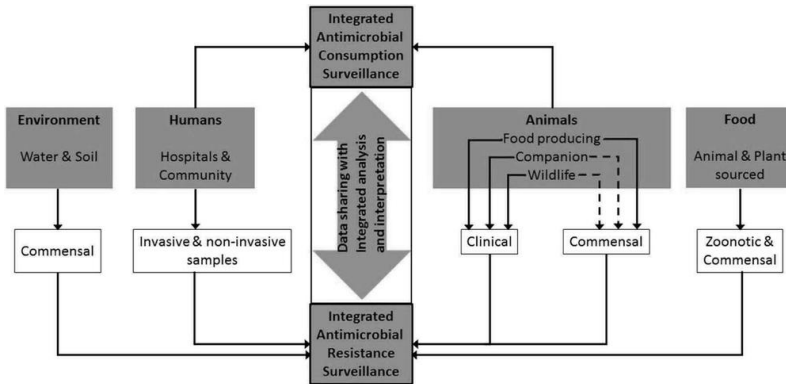 Integrated
Antimicrobial
Consumption
Surveillance
Environment
Water & Soil
Humans
Hospitals &
Community
Data sharing with
Integrated analysis
and interpretation
Animals
Food producing
Companion
Wildlife
Food
Animal & Plant
sourced
Commensal
Invasive & non-invasive
samples
Clinical
Commensal
Zoonotic &
Commensal
Integrated
Antimicrobial
Resistance
Surveillance